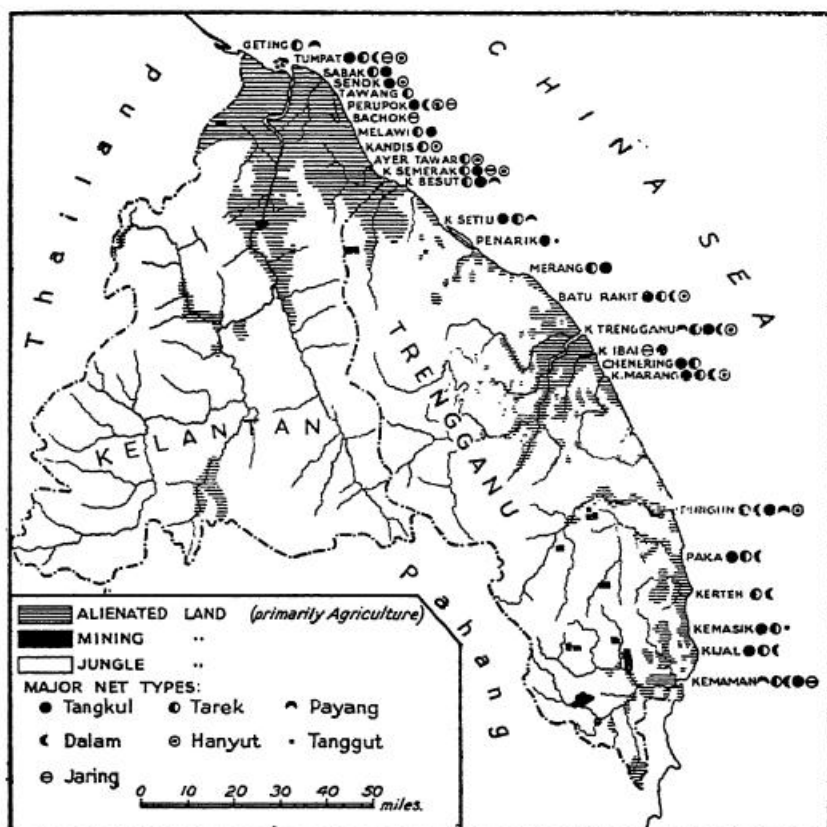 CHINA SEA
Thailand
GETING
TUMPAT
SABAK
SENOK
TAWANG
PERUPOK
BACHOK
MELAWI
KANDIS
AYER TAWAR
K SEMERAK
K BESUT
K SETIU
PENARIK
MERANG
BATU RAKIT
K TRENGGANU
K IBAI
CHENERING
K.MARANG
KELANTAN
TRENGGANU
PAKA
KERTEH
KEMASIK
KIJAL
KEMAMAN
Pahang
ALIENATED LAND (primarily Agriculture)
MINING "
JUNGLE "
MAJOR NET TYPES:
Tangkul Tarek Payang
Dalam Hanyut Tanggut
Jaring
0 10 20 30 40 50
miles.